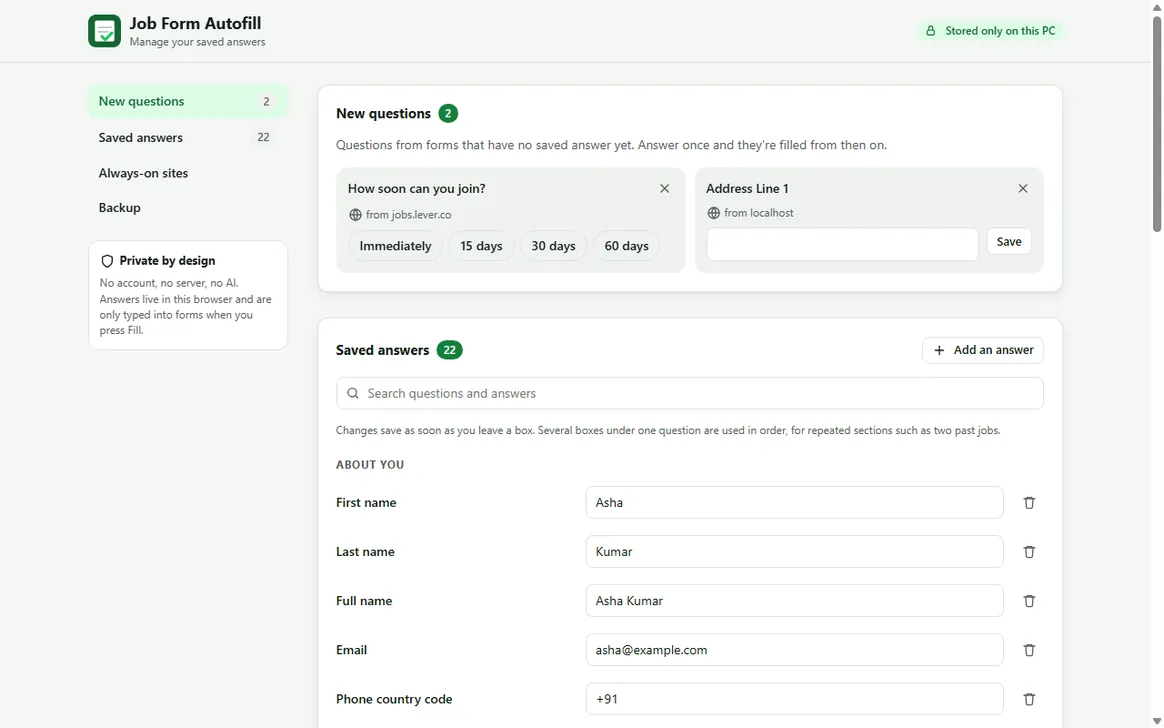 Job Form Autofill
Manage your saved answers
Stored only on this PC
New questions 2
Saved answers 22
Always-on sites
Backup
Private by design
No account, no server, no AI.
Answers live in this browser and are
only typed into forms when you
press Fill.
New questions 2
Questions from forms that have no saved answer yet. Answer once and they're filled from then on.
How soon can you join?
from jobs.lever.co
Immediately 15 days 30 days 60 days
Address Line 1
from localhost
Save
Saved answers 22
Add an answer
Search questions and answers
Changes save as soon as you leave a box. Several boxes under one question are used in order, for repeated sections such as two past jobs.
ABOUT YOU
First name Asha
Last name Kumar
Full name Asha Kumar
Email asha@example.com
Phone country code +91